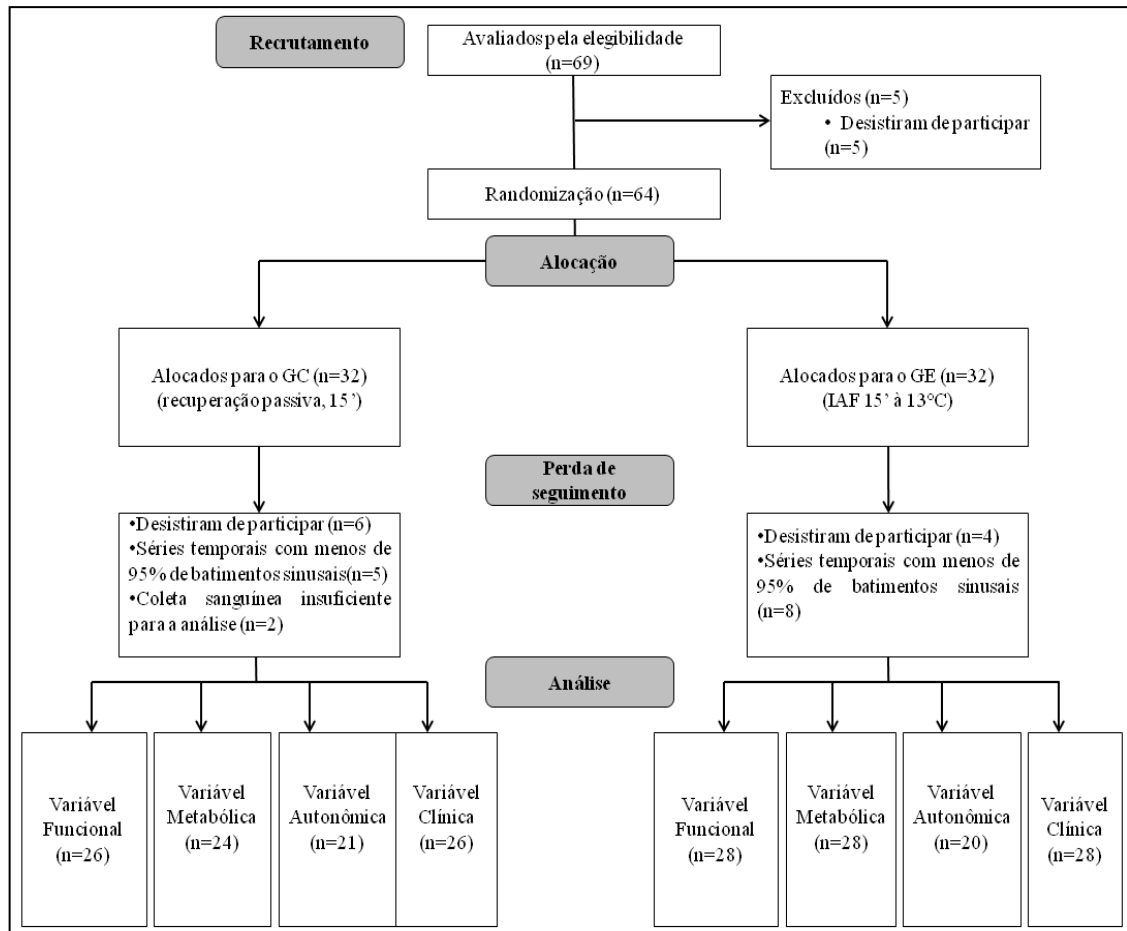 Recrutamento
Avaliados pela elegibilidade
(n=69)
Excluídos (n=5)
• Desistiram de participar
(n=5)
Randomização (n=64)
Alocação
Alocados para o GC (n=32)
(recuperação passiva, 15’)
Alocados para o GE (n=32)
(IAF 15’ à 13°C)
Perda de
seguimento
•Desistiram de participar (n=6)
•Séries temporais com menos de
95% de batimentos sinusais(n=5)
•Coleta sanguínea insuficiente
para a análise (n=2)
•Desistiram de participar (n=4)
•Séries temporais com menos de
95% de batimentos sinusais
(n=8)
Análise
Variável
Funcional
(n=26)
Variável
Metabólica
(n=24)
Variável
Autonômica
(n=21)
Variável
Clínica
(n=26)
Variável
Funcional
(n=28)
Variável
Metabólica
(n=28)
Variável
Autonômica
(n=20)
Variável
Clínica
(n=28)